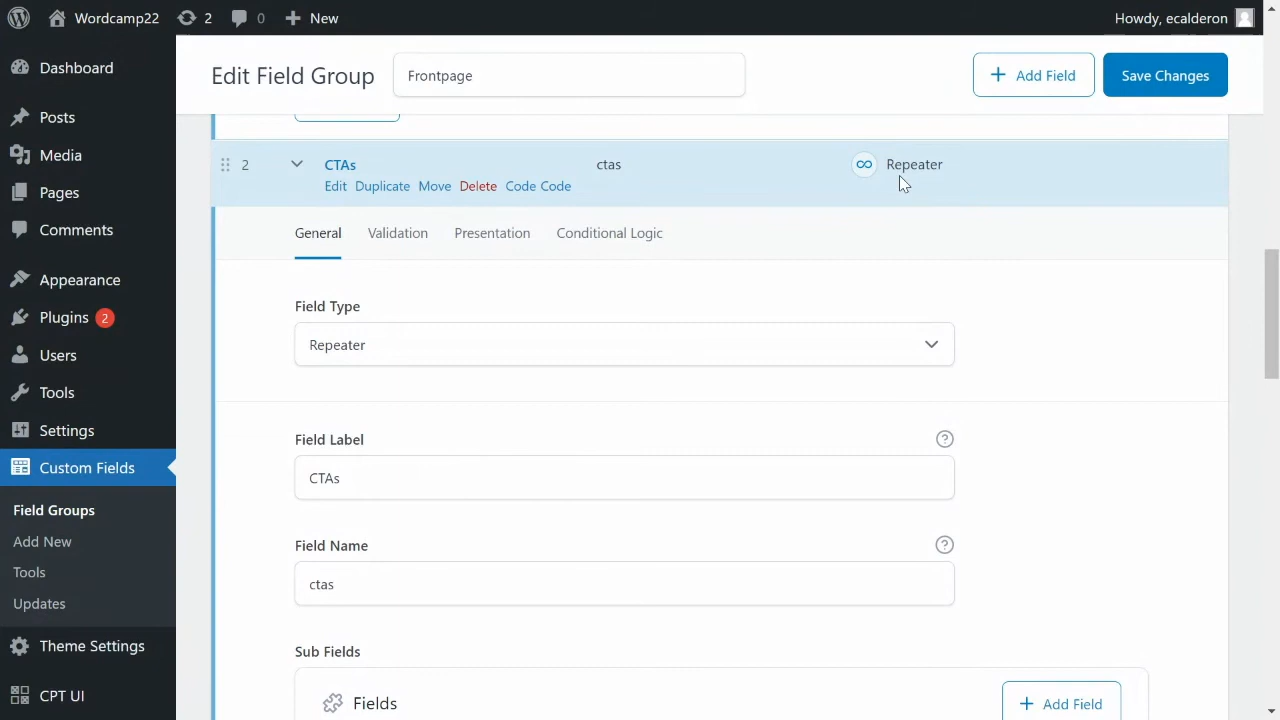 Wordcamp22 2 0 New Howdy, ecalderon
Dashboard
Posts
Media
Pages
Comments
Appearance
Plugins 2
Users
Tools
Settings
Custom Fields
Field Groups
Add New
Tools
Updates
Theme Settings
CPT UI
Edit Field Group Frontpage Add Field Save Changes
2 CTAs ctas Repeater
Edit Duplicate Move Delete Code Code
General Validation Presentation Conditional Logic
Field Type
Repeater
Field Label ?
CTAs
Field Name ?
ctas
Sub Fields
Fields Add Field